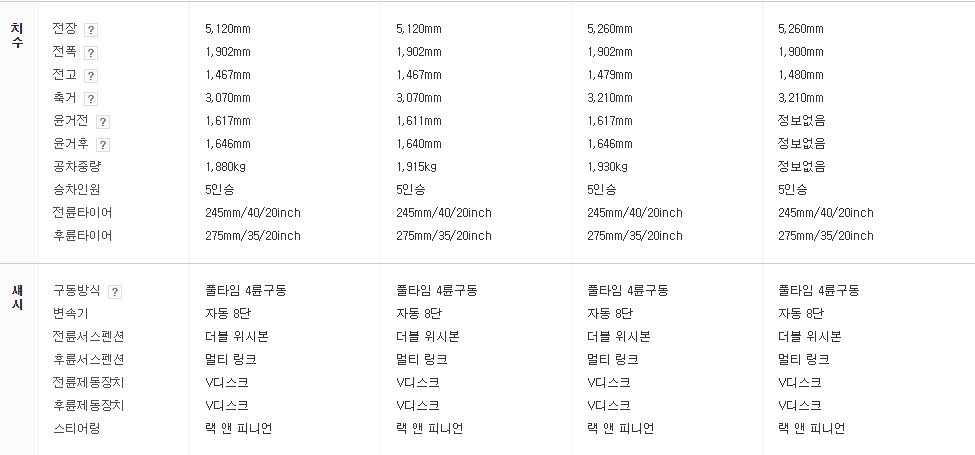 치수
전장 ? 5,120mm 5,120mm 5,260mm 5,260mm
전폭 ? 1,902mm 1,902mm 1,902mm 1,900mm
전고 ? 1,467mm 1,467mm 1,479mm 1,480mm
축거 ? 3,070mm 3,070mm 3,210mm 3,210mm
윤거전 ? 1,617mm 1,611mm 1,617mm 정보없음
윤거후 ? 1,646mm 1,640mm 1,646mm 정보없음
공차중량 1,880kg 1,915kg 1,930kg 정보없음
승차인원 5인승 5인승 5인승 5인승
전륜타이어 245mm/40/20inch 245mm/40/20inch 245mm/40/20inch 245mm/40/20inch
후륜타이어 275mm/35/20inch 275mm/35/20inch 275mm/35/20inch 275mm/35/20inch
섀시
구동방식 ? 풀타임 4륜구동 풀타임 4륜구동 풀타임 4륜구동 풀타임 4륜구동
변속기 자동 8단 자동 8단 자동 8단 자동 8단
전륜서스펜션 더블 위시본 더블 위시본 더블 위시본 더블 위시본
후륜서스펜션 멀티 링크 멀티 링크 멀티 링크 멀티 링크
전륜제동장치 V디스크 V디스크 V디스크 V디스크
후륜제동장치 V디스크 V디스크 V디스크 V디스크
스티어링 랙 앤 피니언 랙 앤 피니언 랙 앤 피니언 랙 앤 피니언